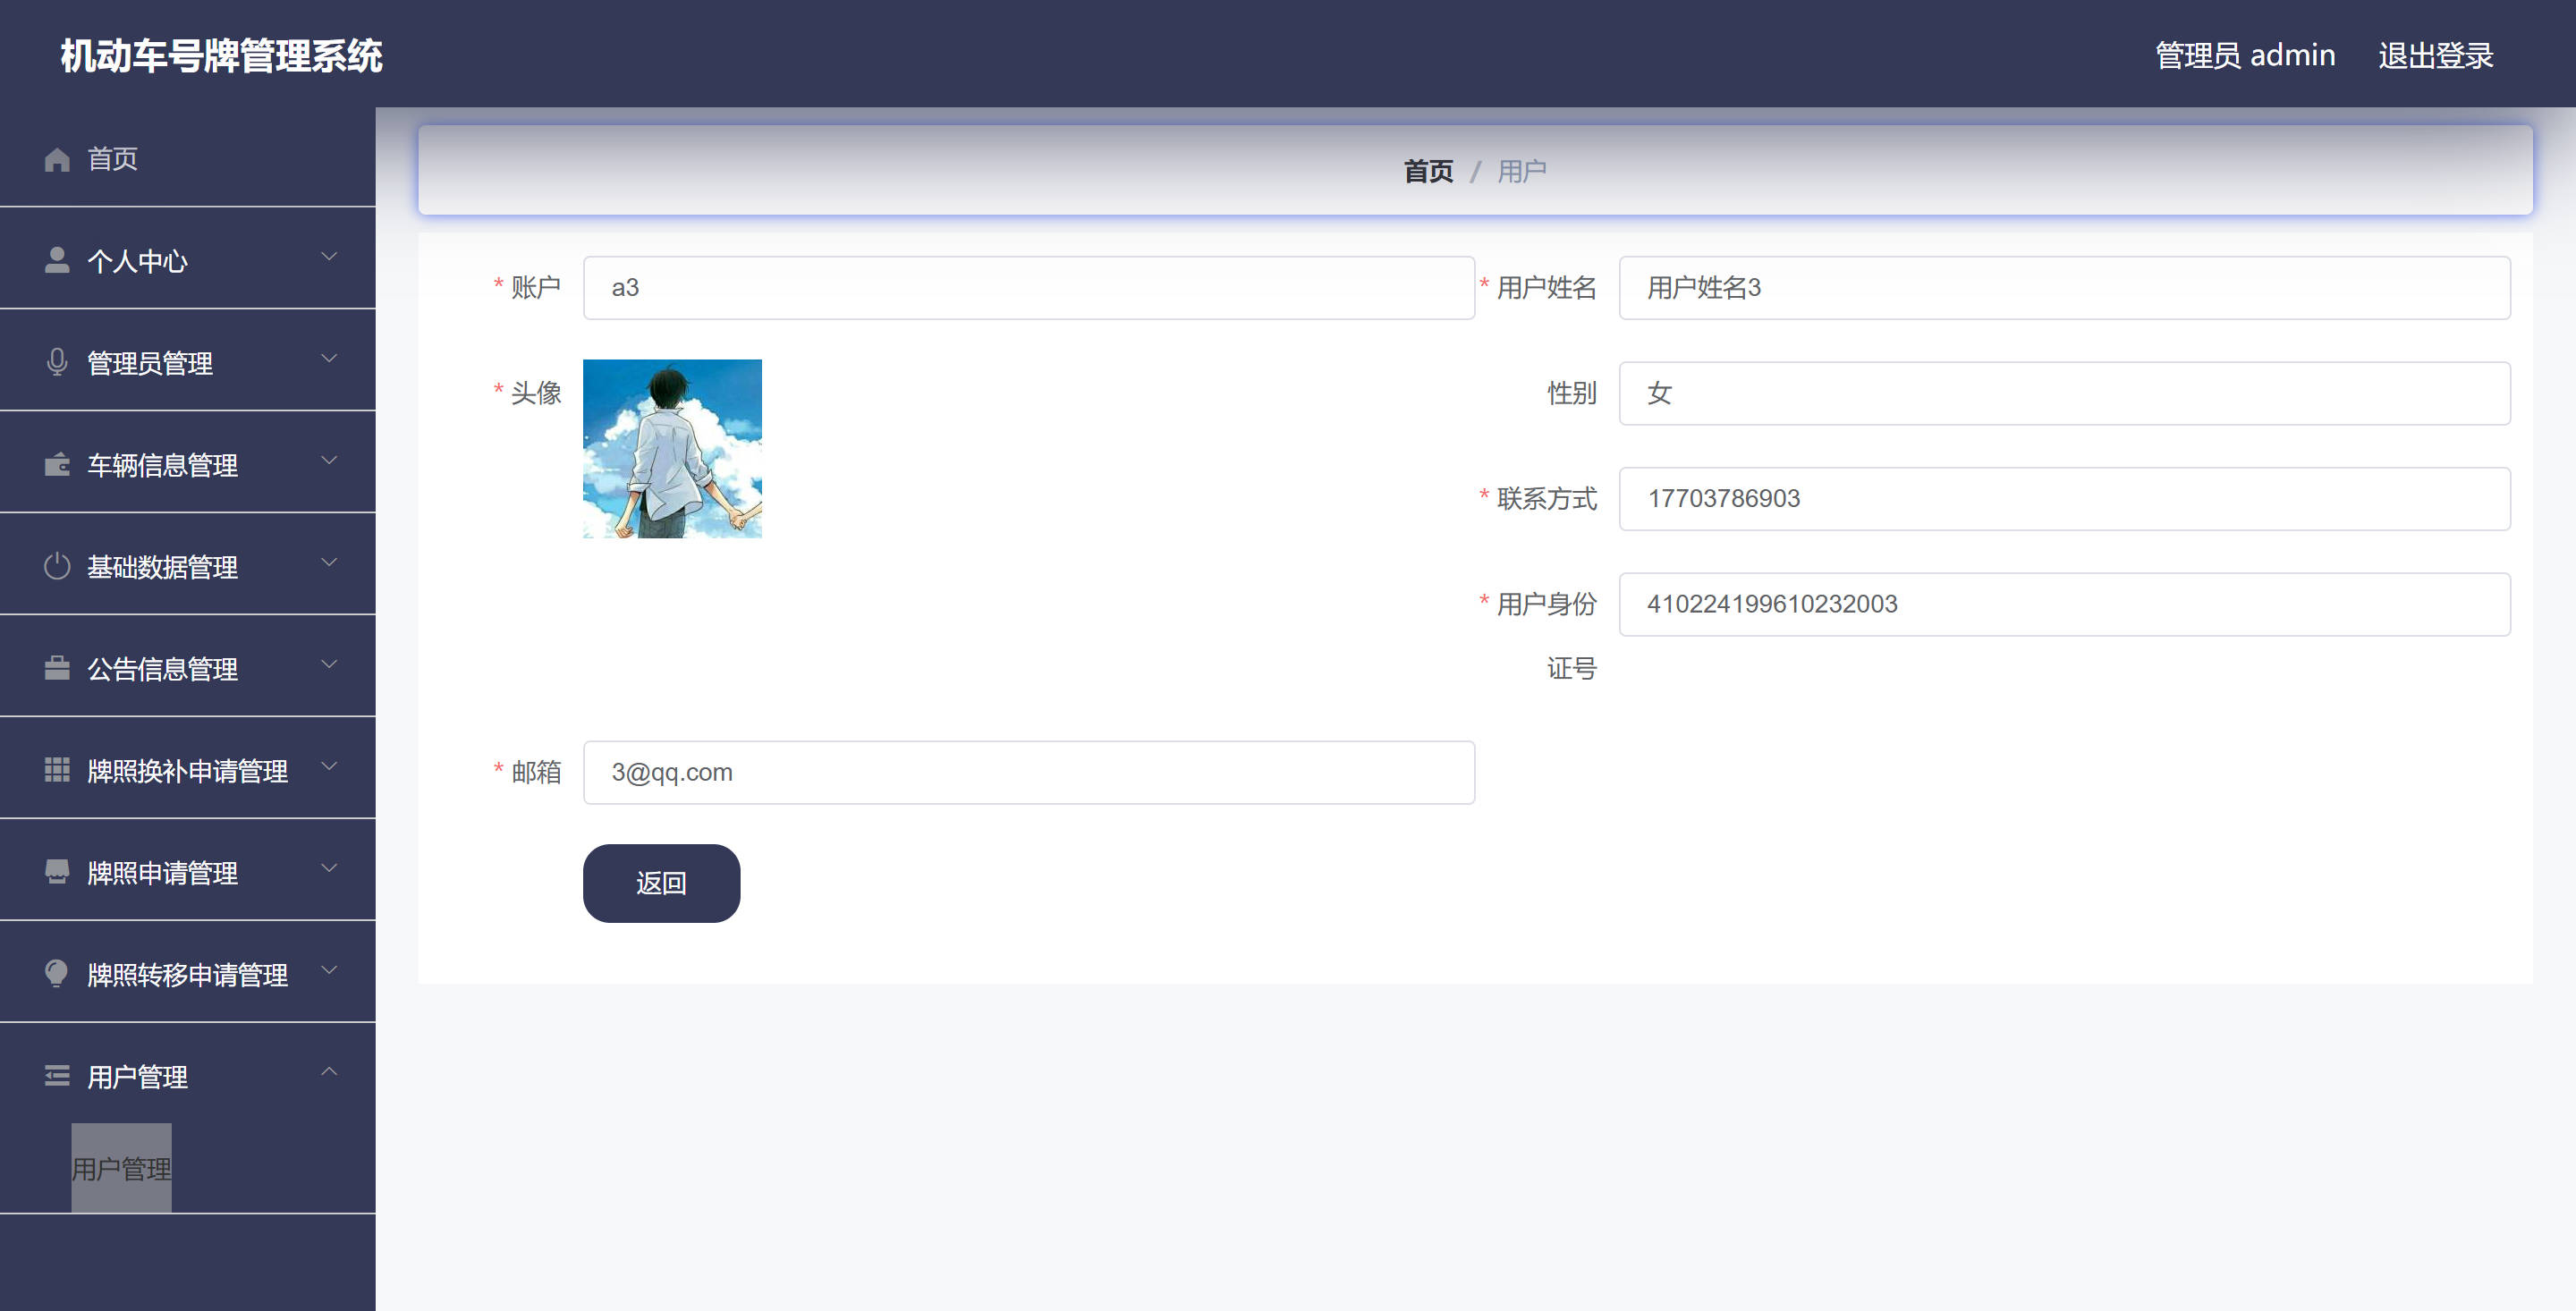 机动车号牌管理系统
管理员 admin 退出登录
首页
个人中心
管理员管理
车辆信息管理
基础数据管理
公告信息管理
牌照换补申请管理
牌照申请管理
牌照转移申请管理
用户管理
用户管理
首页 / 用户
* 账户 a3
* 用户姓名 用户姓名3
* 头像
性别 女
* 联系方式 17703786903
* 用户身份 410224199610232003
证号
* 邮箱 3@qq.com
返回